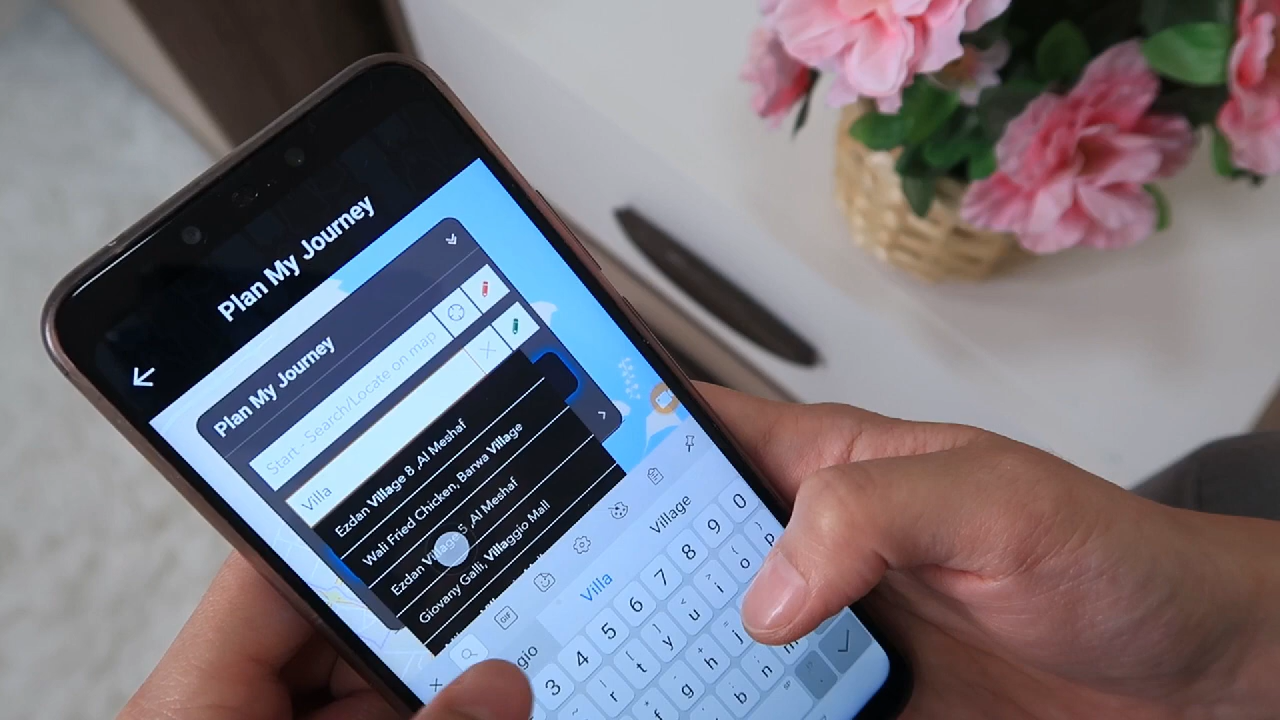 Plan My Journey
Plan My Journey
Start - Search/Locate on map
Villa
Ezdan Village 8 ,Al Meshaf
Wali Fried Chicken, Barwa Village
Ezdan Village 5 ,Al Meshaf
Giovany Galli, Villaggio Mall
GIF
Villa
Village
3 4 5 6 7 8 9 0
r t y u i o p
f g h j
b n